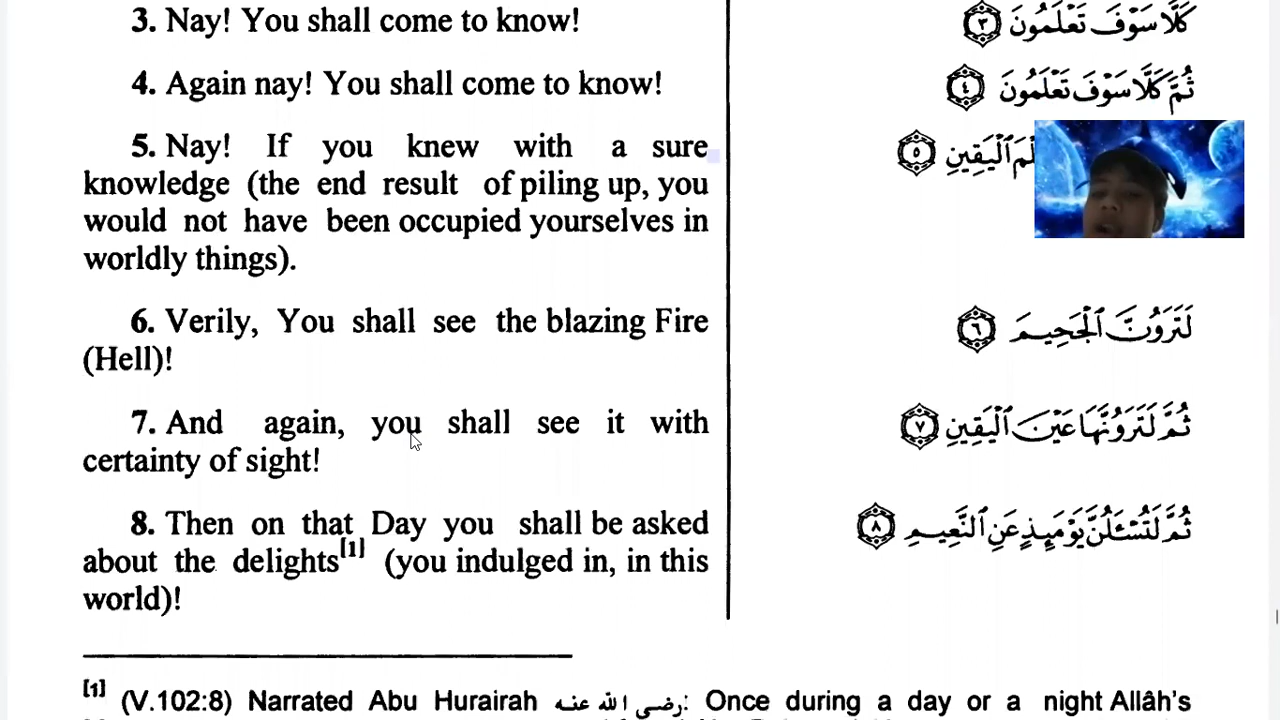 3. Nay! You shall come to know!
كَلَّا سَوْفَ تَعْلَمُونَ ٣
4. Again nay! You shall come to know!
ثُمَّ كَلَّا سَوْفَ تَعْلَمُونَ ٤
5. Nay! If you knew with a sure
knowledge (the end result of piling up, you
would not have been occupied yourselves in
worldly things).
ٱلْيَقِينِ ٥
6. Verily, You shall see the blazing Fire
(Hell)!
لَتَرَوُنَّ ٱلْجَحِيمَ ٦
7. And again, you shall see it with
certainty of sight!
ثُمَّ لَتَرَوُنَّهَا عَيْنَ ٱلْيَقِينِ ٧
8. Then on that Day you shall be asked
about the delights[1] (you indulged in, in this
world)!
ثُمَّ لَتُسْـَٔلُنَّ يَوْمَئِذٍ عَنِ ٱلنَّعِيمِ ٨
[1] (V.102:8) Narrated Abu Hurairah رضى الله عنه: Once during a day or a night Allâh's